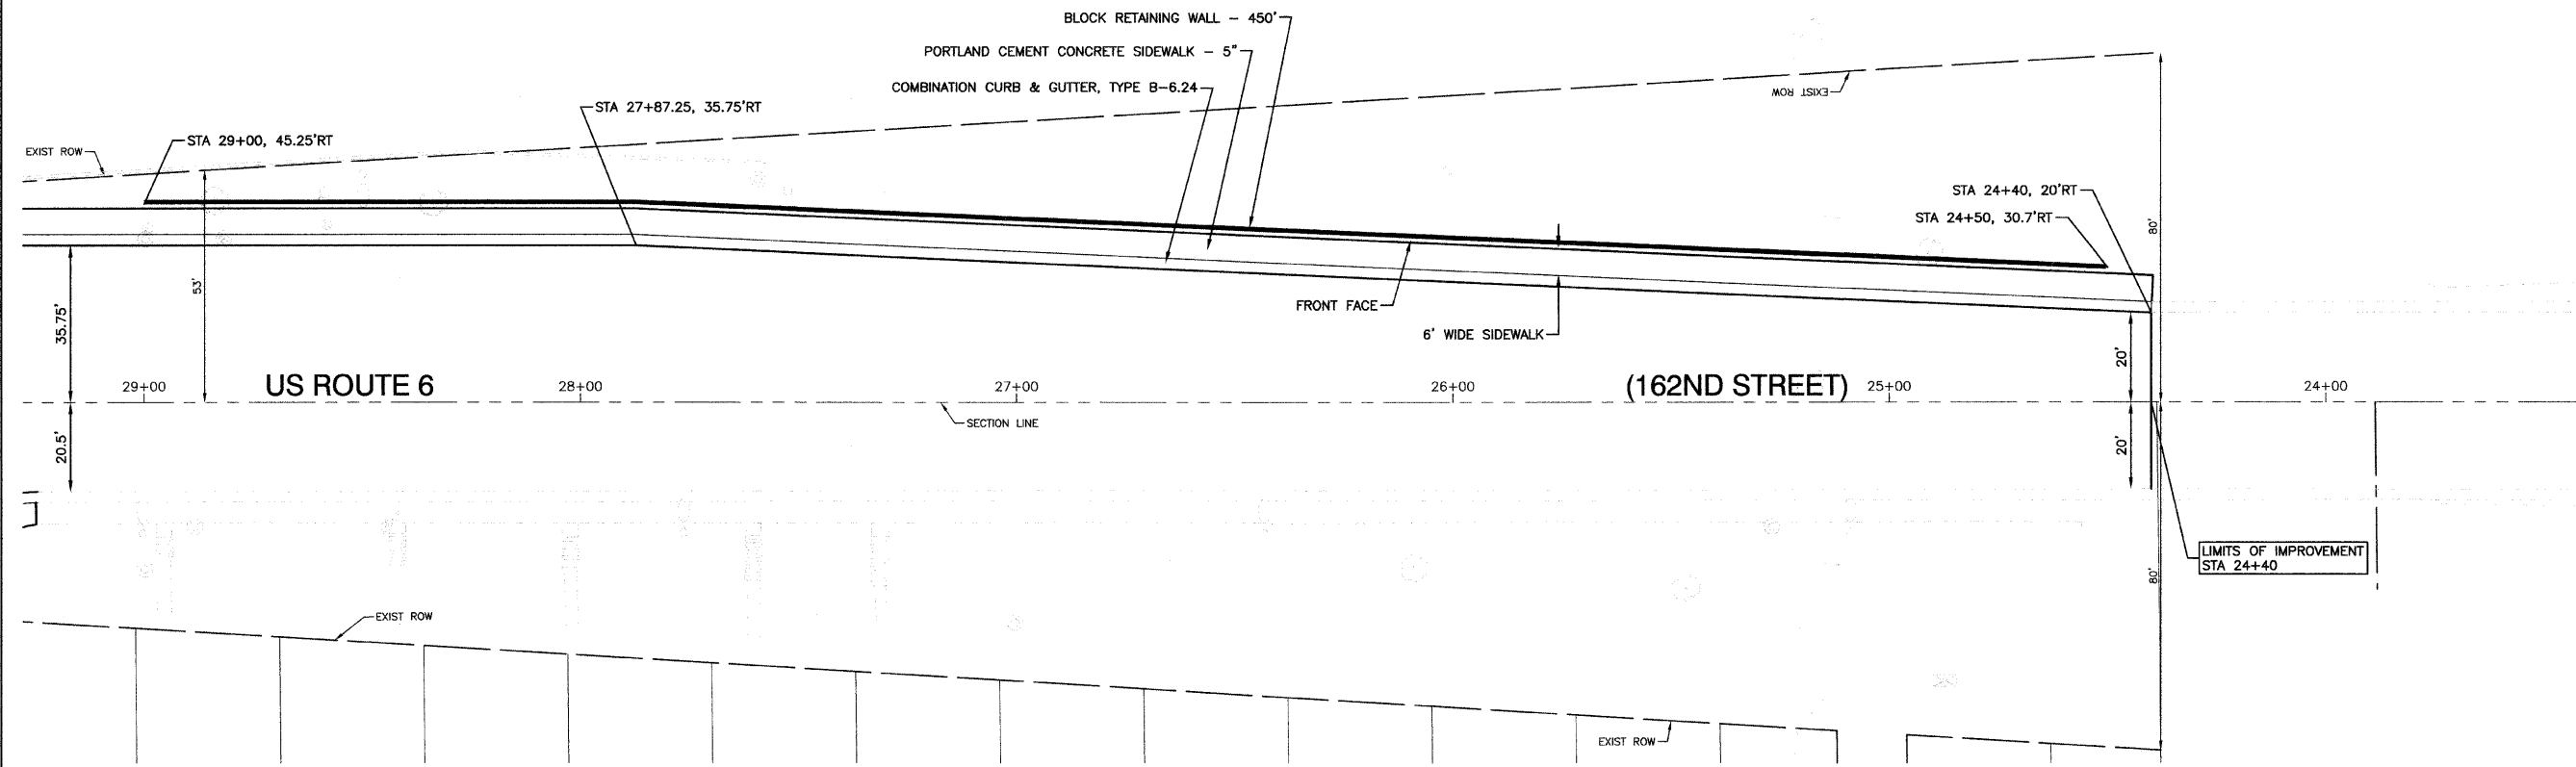 BLOCK RETAINING WALL - 450'
PORTLAND CEMENT CONCRETE SIDEWALK - 5"
COMBINATION CURB & GUTTER, TYPE B-6.24
STA 27+87.25, 35.75'RT
EXIST ROW
STA 29+00, 45.25'RT
EXIST ROW
STA 24+40, 20'RT
STA 24+50, 30.7'RT
80'
53'
35.75'
FRONT FACE
6' WIDE SIDEWALK
20'
29+00
US ROUTE 6
28+00
27+00
26+00
(162ND STREET)
25+00
24+00
SECTION LINE
20.5'
20'
LIMITS OF IMPROVEMENT
STA 24+40
80'
EXIST ROW
EXIST ROW